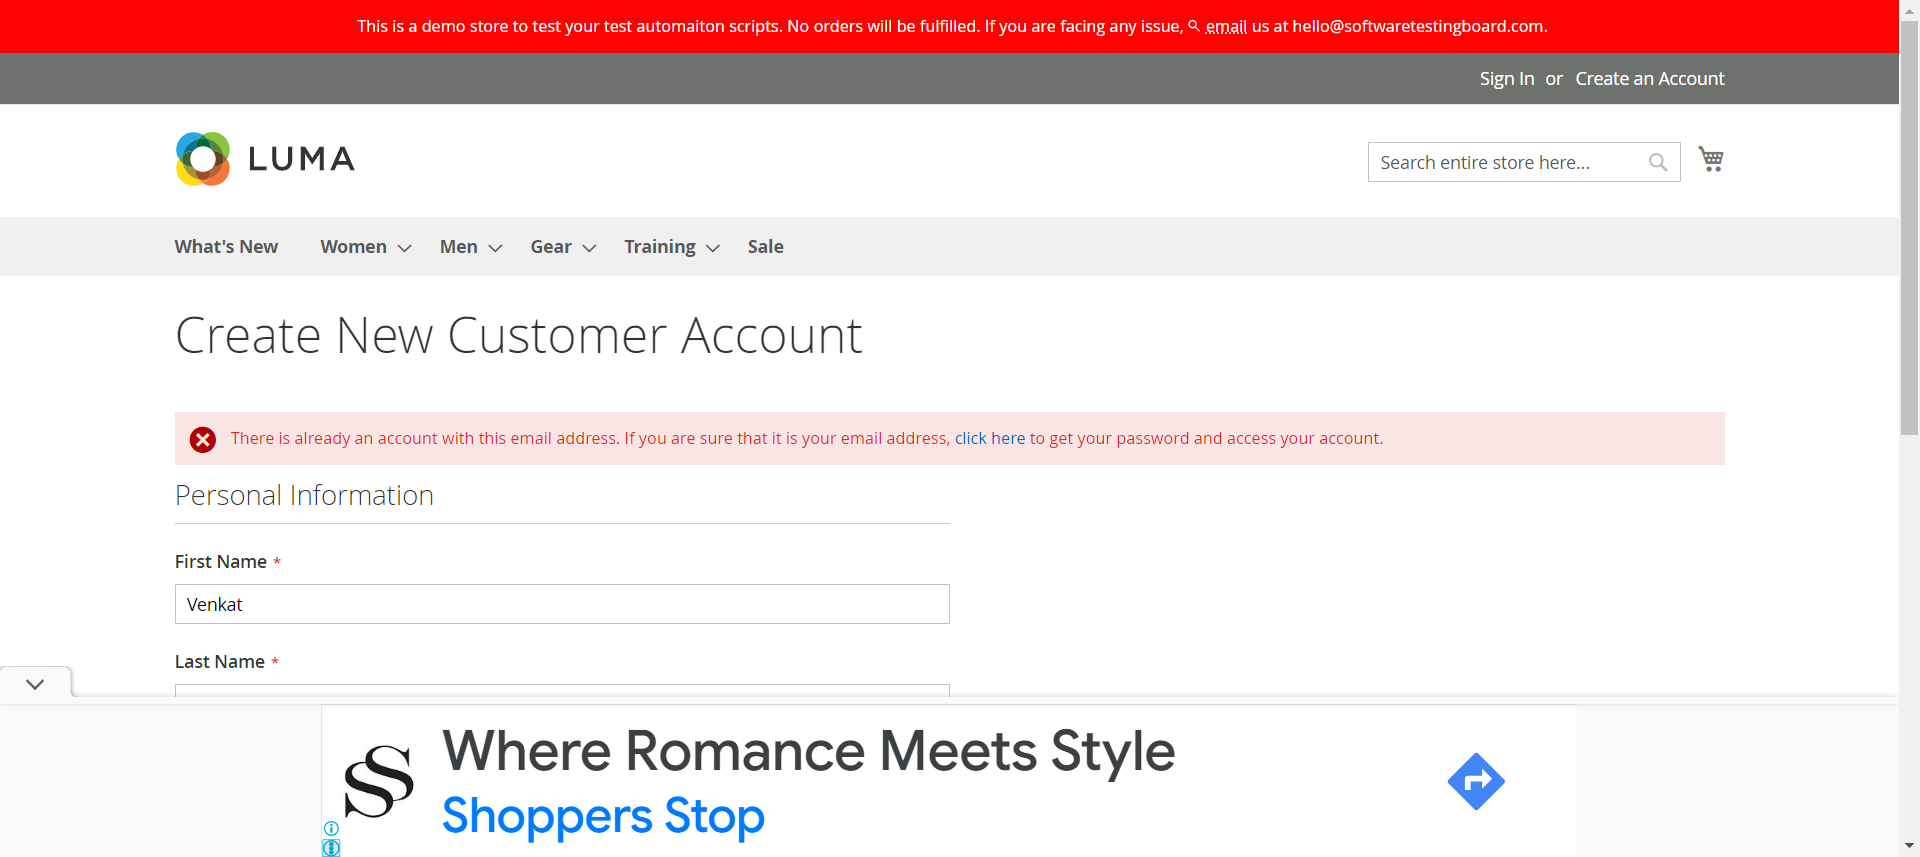 This is a demo store to test your test automaiton scripts. No orders will be fulfilled. If you are facing any issue, email us at hello@softwaretestingboard.com.
Sign In or Create an Account
LUMA
Search entire store here...
What's New Women Men Gear Training Sale
Create New Customer Account
There is already an account with this email address. If you are sure that it is your email address, click here to get your password and access your account.
Personal Information
First Name *
Venkat
Last Name *
Where Romance Meets Style
Shoppers Stop